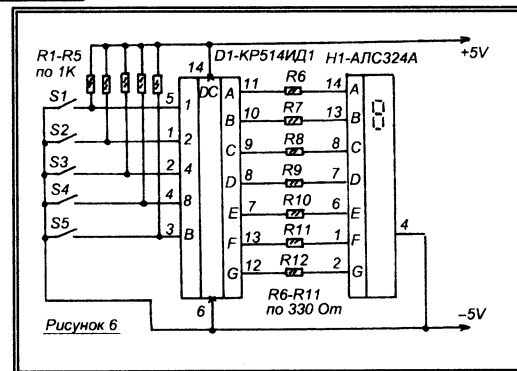 R1-R5
по 1К
14
D1-КР514ИД1
Н1-АЛС324А
+5V
DC
S1
5
1
A
11
R6
14
A
S2
1
2
B
10
R7
13
B
S3
2
4
C
9
R8
8
C
S4
4
8
D
8
R9
7
D
S5
3
B
E
7
R10
6
E
F
13
R11
1
F
4
G
12
R12
2
G
6
R6-R11
по 330 От
Рисунок 6
–5V